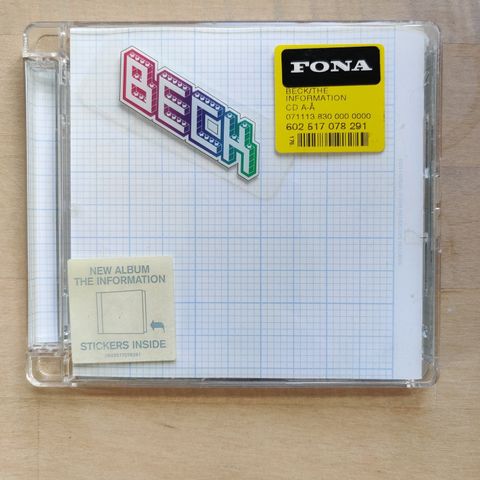 BECK
FONA
BECK/THE
INFORMATION
CD A-Å
071113 830 000 0000
602 517 078 291
NEW ALBUM
THE INFORMATION
STICKERS INSIDE